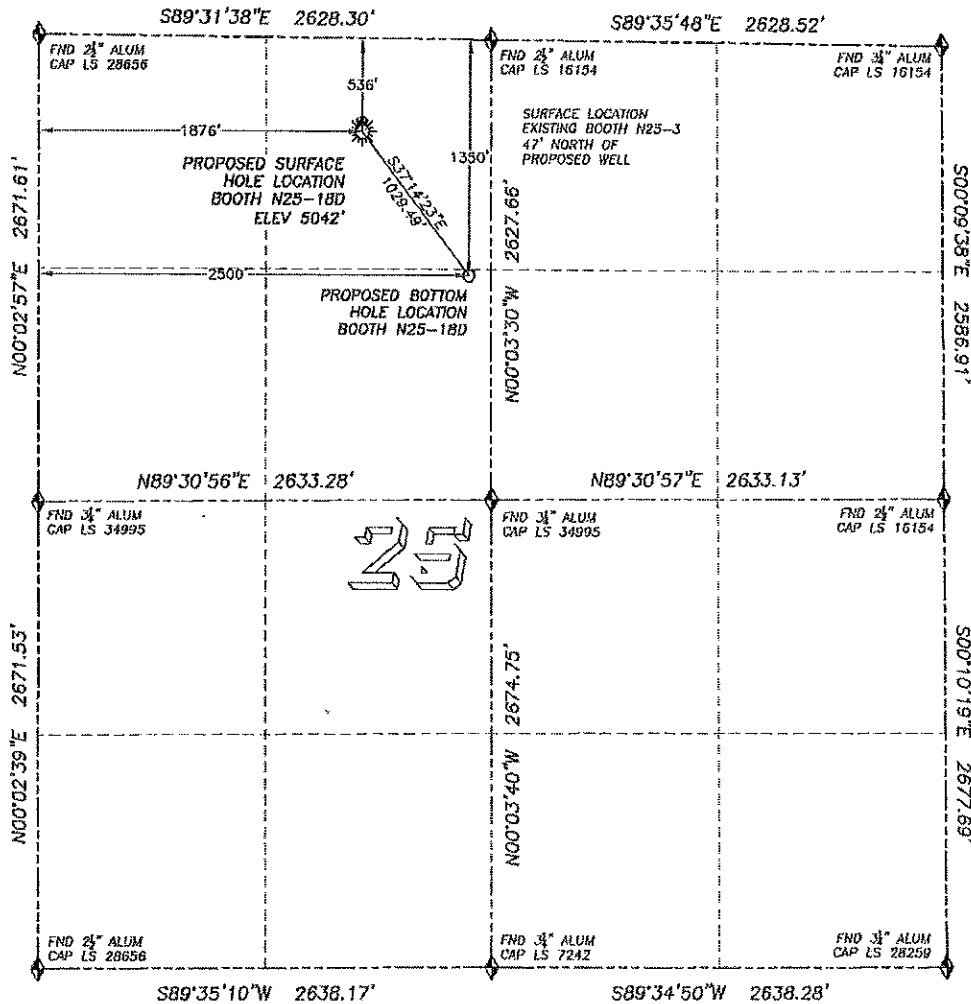 S89°31'38"E 2628.30'
S89°35'48"E 2628.52'
FND 2½" ALUM
CAP LS 28656
FND 2½" ALUM
CAP LS 16154
FND 3¼" ALUM
CAP LS 16154
536'
1876'
1350'
SURFACE LOCATION
EXISTING BOOTH N25-3
47' NORTH OF
PROPOSED WELL
PROPOSED SURFACE
HOLE LOCATION
BOOTH N25-18D
ELEV 5042'
S37°14'23"E
1029.49'
N00°02'57"E 2671.61'
N00°03'30"W 2627.66'
S00°09'38"E 2586.91'
2500'
PROPOSED BOTTOM
HOLE LOCATION
BOOTH N25-18D
N89°30'56"E 2633.28'
N89°30'57"E 2633.13'
FND 3¼" ALUM
CAP LS 34995
FND 3¼" ALUM
CAP LS 34995
FND 2½" ALUM
CAP LS 16154
25
N00°02'39"E 2671.53'
N00°03'40"W 2674.75'
S00°10'19"E 2677.69'
FND 2½" ALUM
CAP LS 28656
FND 3¼" ALUM
CAP LS 7242
FND 3¼" ALUM
CAP LS 28259
S89°35'10"W 2638.17'
S89°34'50"W 2638.28'